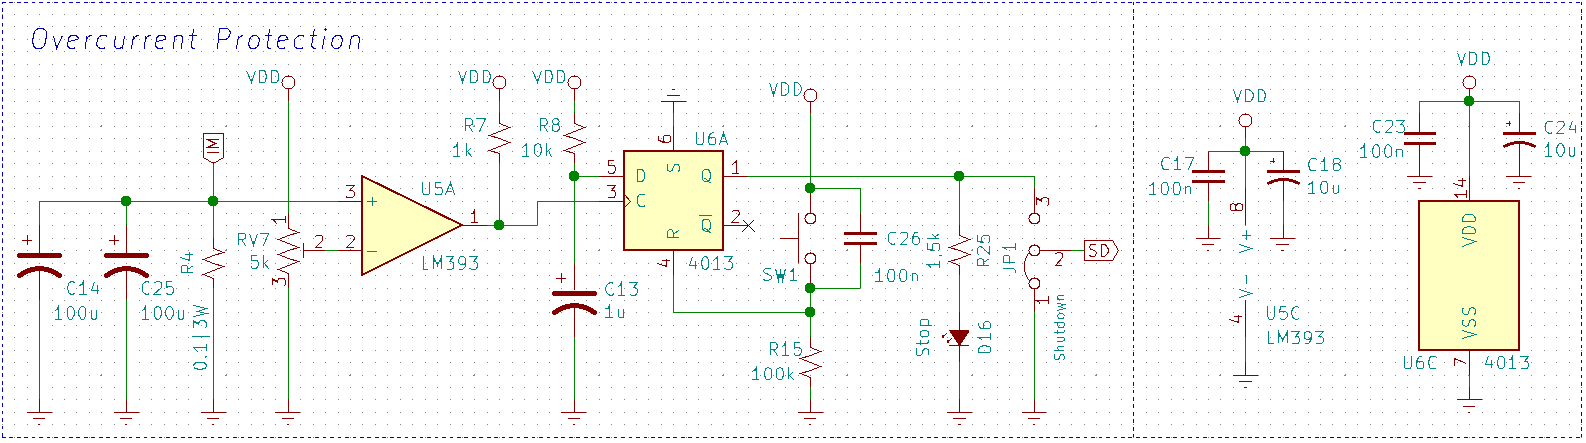 Overcurrent Protection
VDD
VDD
VDD
VDD
VDD
VDD
IM
R7
1k
R8
10k
6
S
U6A
5
D
Q
1
3
C
Q
2
R
4
4013
3
+
U5A
1
2
-
LM393
RV7
5k
1
2
3
R4
0.1|3W
+
C14
100u
+
C25
100u
+
C13
1u
SW1
C26
100n
R15
100k
1.5k
R25
Stop
D16
JP1
3
2
1
SD
Shutdown
C17
100n
+
C18
10u
8
V+
V-
4
U5C
LM393
C23
100n
+
C24
10u
14
VDD
VSS
7
U6C
4013